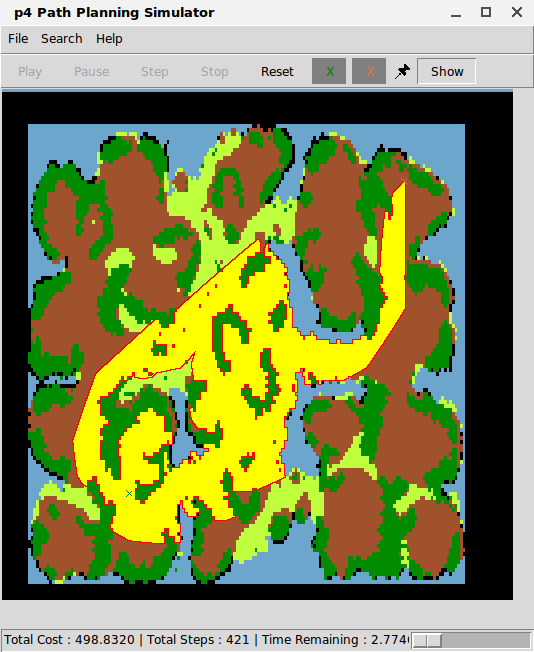 p4 Path Planning Simulator
File Search Help
Play Pause Step Stop Reset X X Show
Total Cost : 498.8320 | Total Steps : 421 | Time Remaining : 2.774